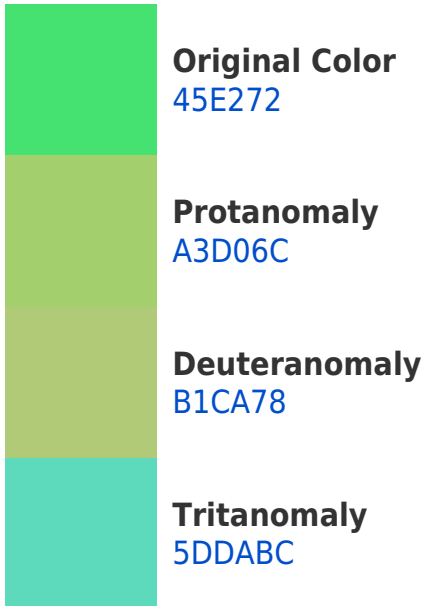 Original Color
45E272
Protanomaly
A3D06C
Deuteranomaly
B1CA78
Tritanomaly
5DDABC